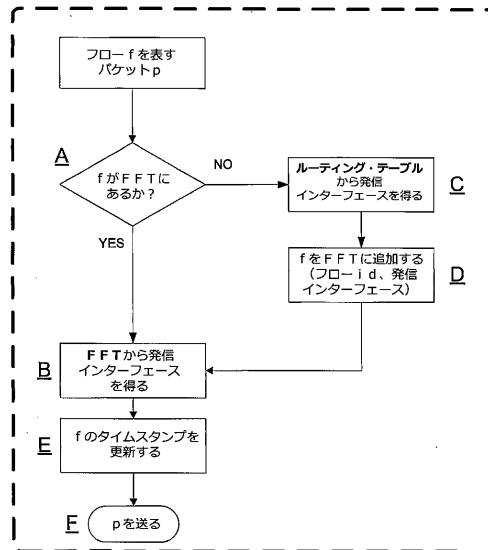 フローｆを表す
パケットｐ
A
ｆがＦＦＴに
あるか？
NO
YES
ルーティング・テーブル
から発信
インターフェースを得る
C
ｆをＦＦＴに追加する
（フローｉｄ、発信
インターフェース）
D
B
ＦＦＴから発信
インターフェース
を得る
E
ｆのタイムスタンプを
更新する
F
ｐを送る